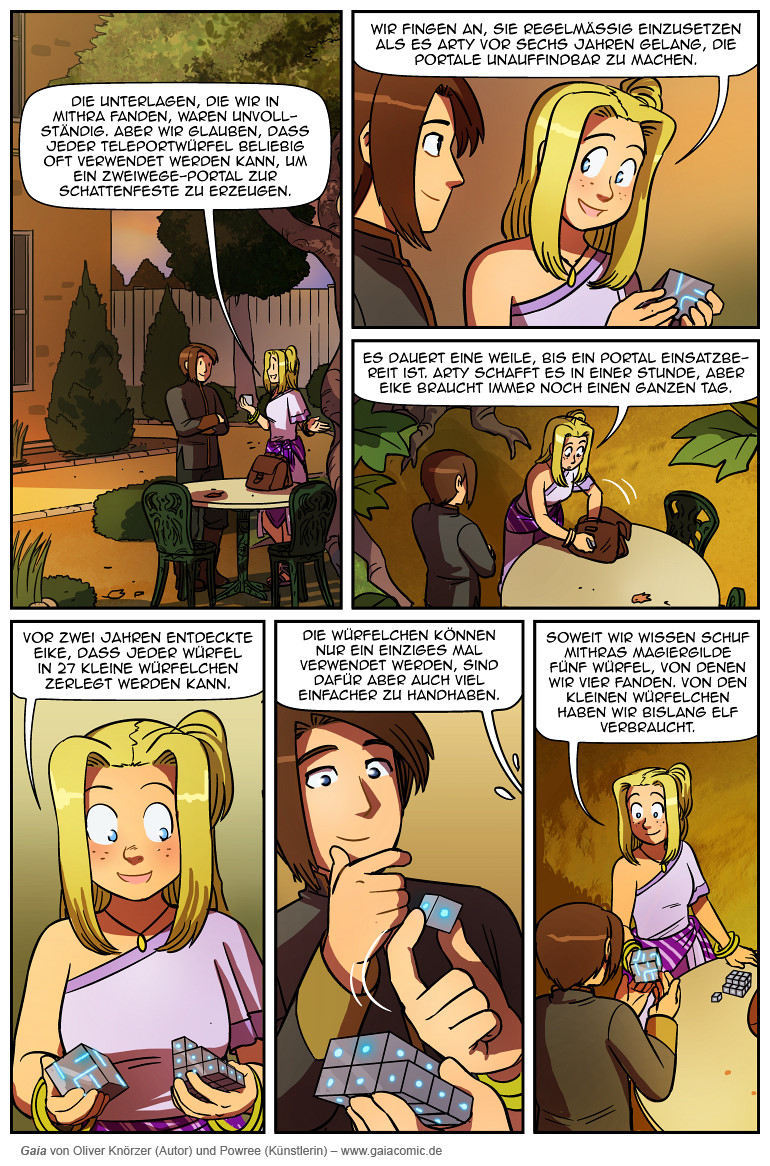 DIE UNTERLAGEN, DIE WIR IN
MITHRA FANDEN, WAREN UNVOLL-
STÄNDIG. ABER WIR GLAUBEN, DASS
JEDER TELEPORTWÜRFEL BELIEBIG
OFT VERWENDET WERDEN KANN, UM
EIN ZWEIWEGE-PORTAL ZUR
SCHATTENFESTE ZU ERZEUGEN.
WIR FINGEN AN, SIE REGELMÄSSIG EINZUSETZEN
ALS ES ARTY VOR SECHS JAHREN GELANG, DIE
PORTALE UNAUFFINDBAR ZU MACHEN.
ES DAUERT EINE WEILE, BIS EIN PORTAL EINSATZBE-
REIT IST. ARTY SCHAFFT ES IN EINER STUNDE, ABER
EIKE BRAUCHT IMMER NOCH EINEN GANZEN TAG.
VOR ZWEI JAHREN ENTDECKTE
EIKE, DASS JEDER WÜRFEL
IN 27 KLEINE WÜRFELCHEN
ZERLEGT WERDEN KANN.
DIE WÜRFELCHEN KÖNNEN
NUR EIN EINZIGES MAL
VERWENDET WERDEN, SIND
DAFÜR ABER AUCH VIEL
EINFACHER ZU HANDHABEN.
SOWEIT WIR WISSEN SCHUF
MITHRAS MAGIERGILDE
FÜNF WÜRFEL, VON DENEN
WIR VIER FANDEN. VON DEN
KLEINEN WÜRFELCHEN
HABEN WIR BISLANG ELF
VERBRAUCHT.
Gaia von Oliver Knörzer (Autor) und Powree (Künstlerin) – www.gaiacomic.de